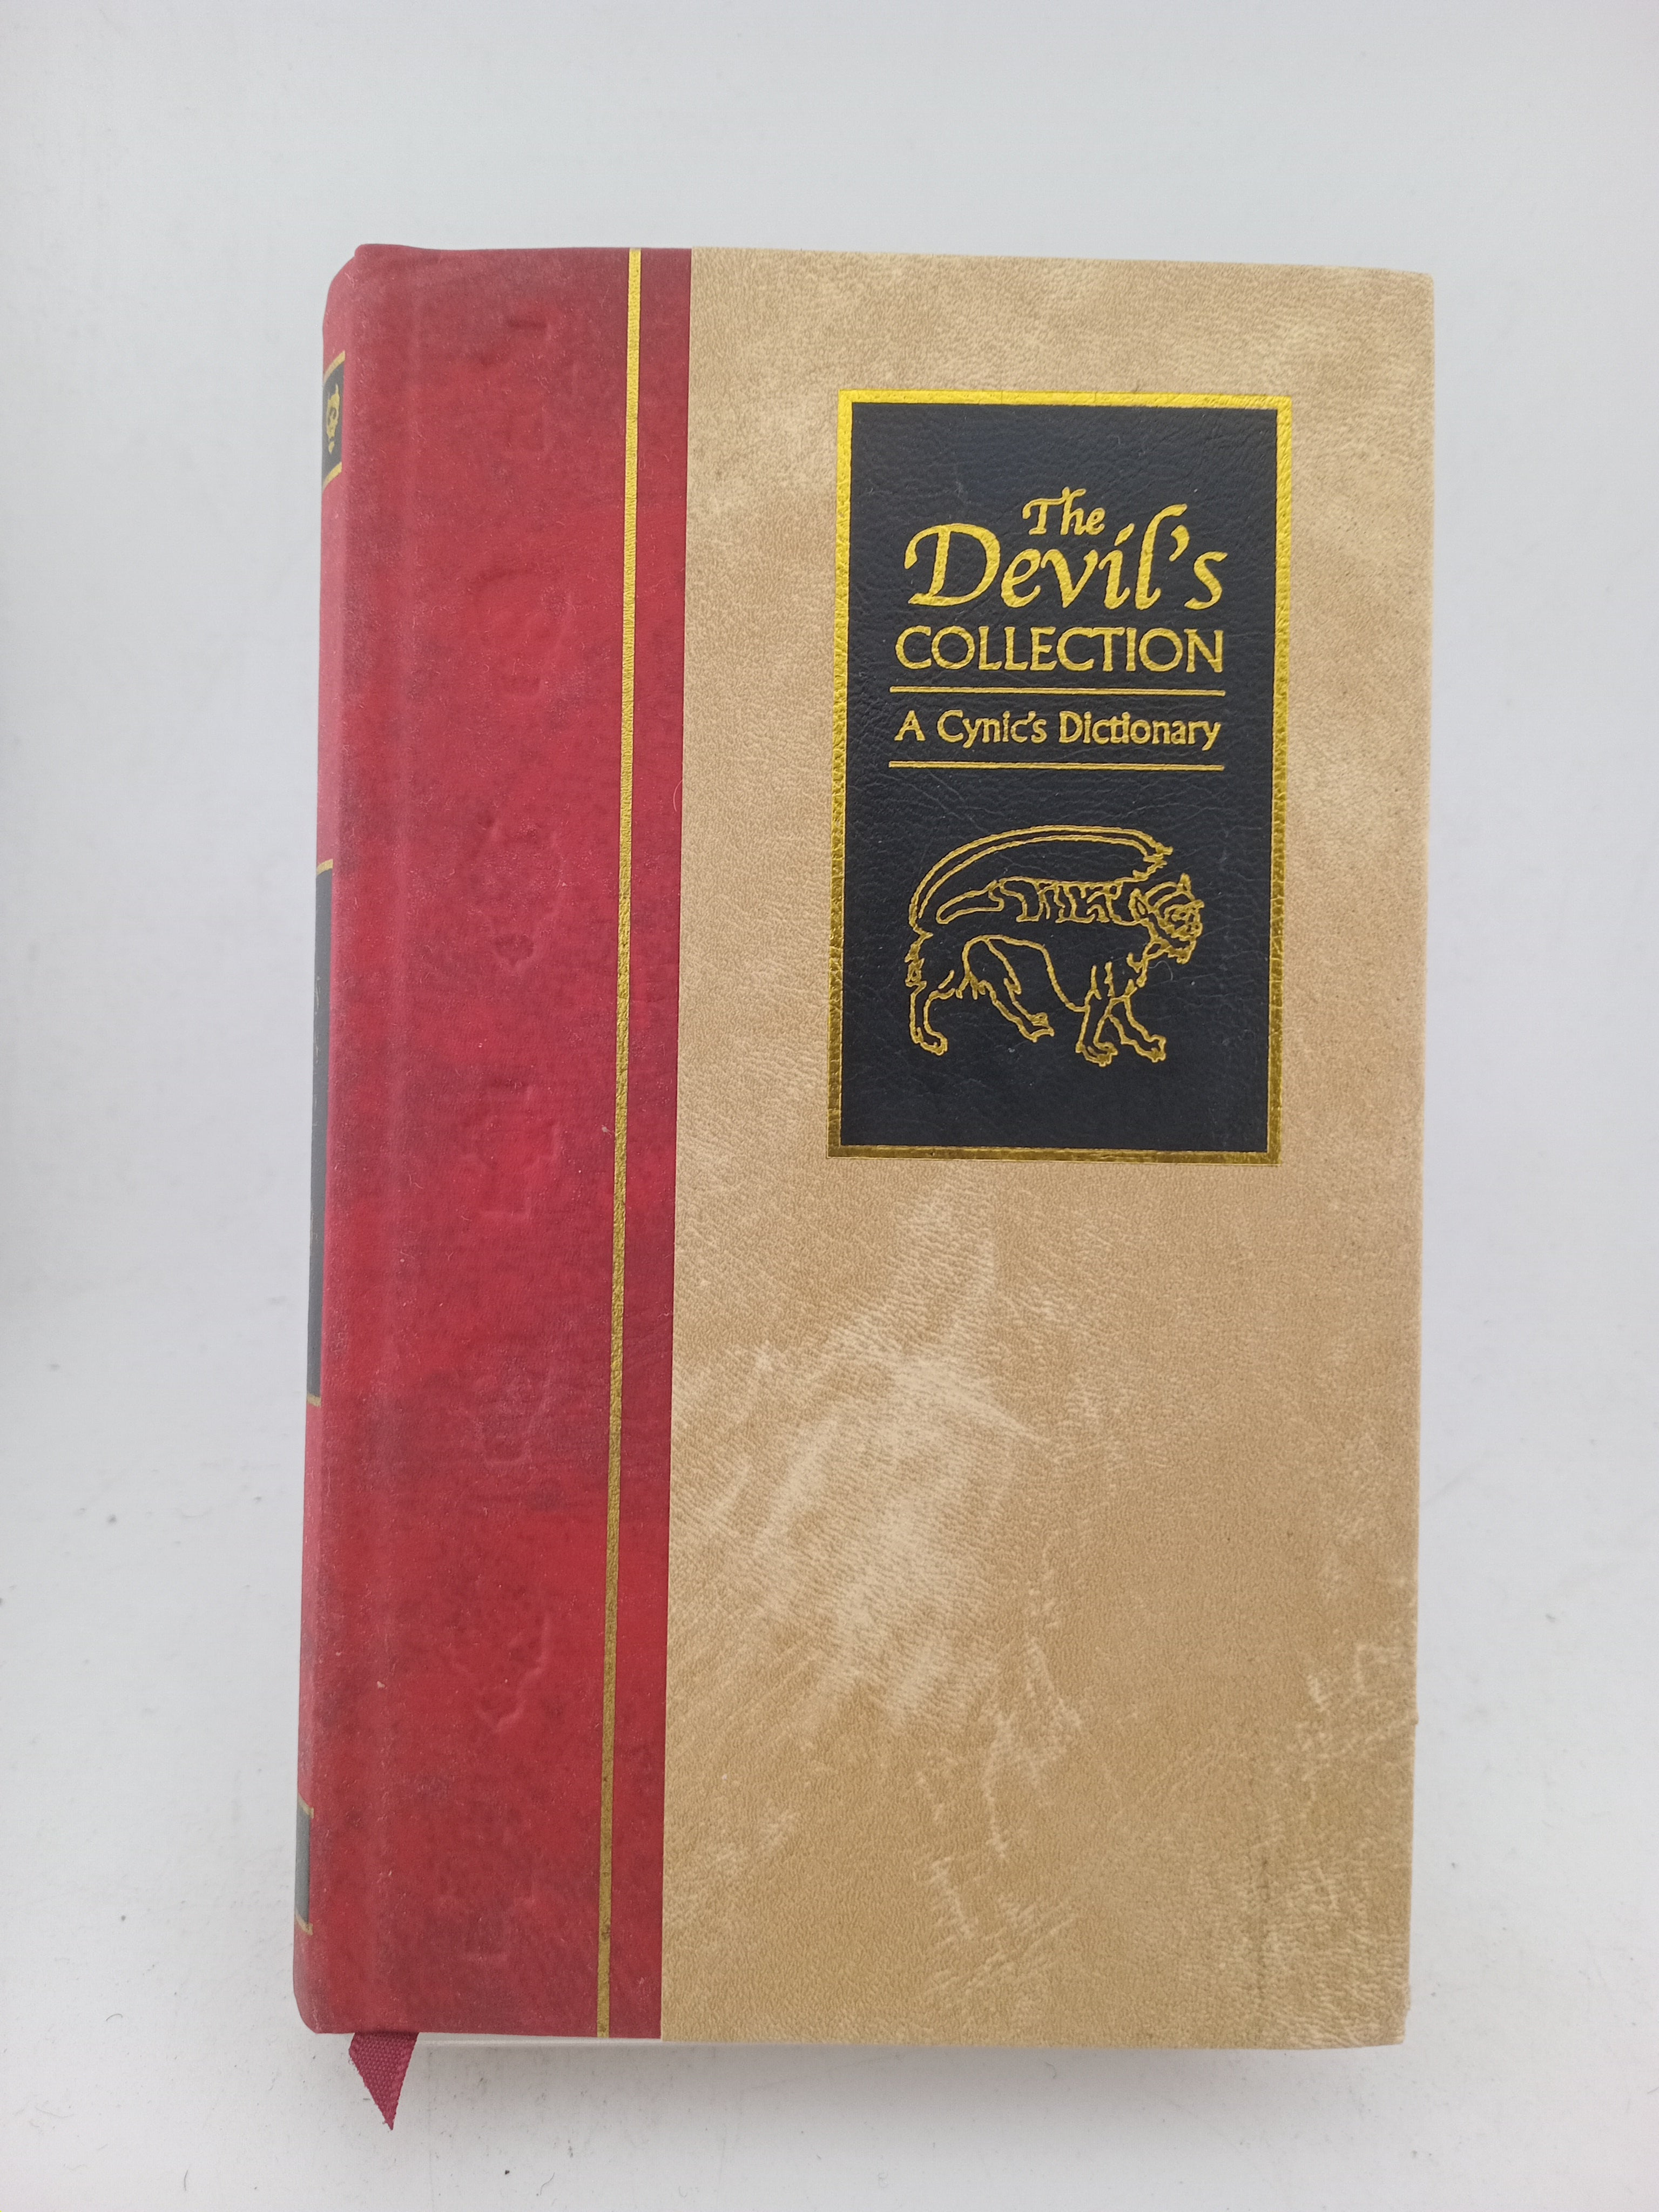 The
Devil's
COLLECTION
A Cynic's Dictionary